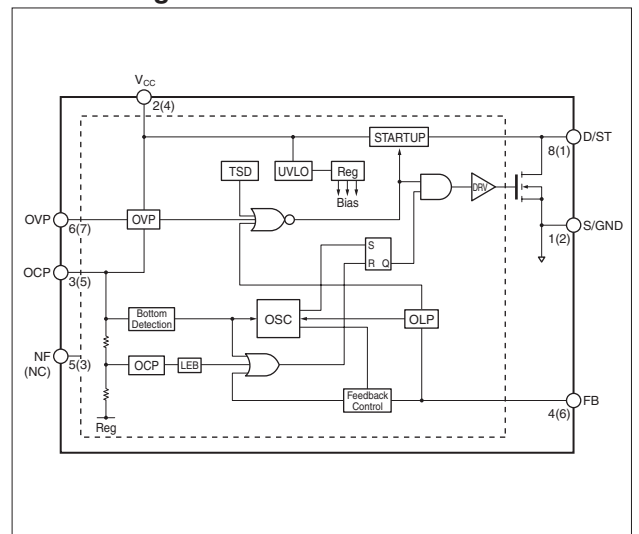 g
VCC
2(4)
STARTUP
D/ST
8(1)
TSD
UVLO
Reg
Bias
DRV
OVP
6(7)
OVP
S/GND
1(2)
OCP
3(5)
S
R Q
Bottom
Detection
OSC
OLP
NF
(NC)
5(3)
OCP
LEB
Feedback
Control
FB
4(6)
Reg